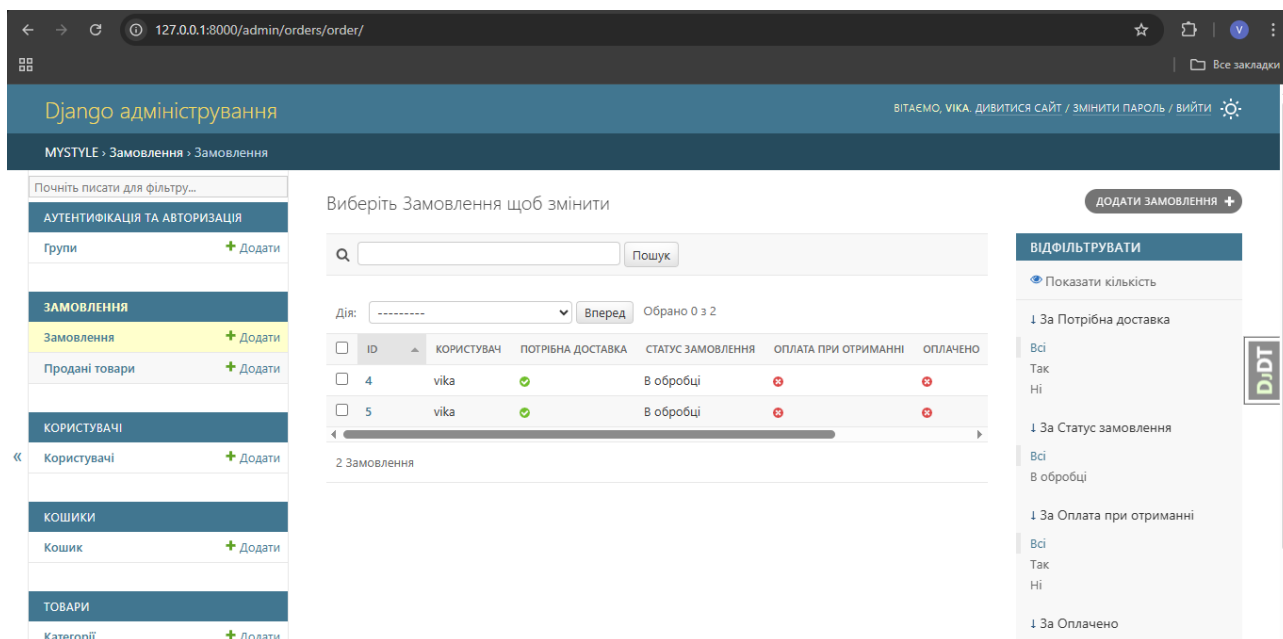 127.0.0.1:8000/admin/orders/order/
V
Все закладки
Django адміністрування
ВІТАЄМО, VIKA. ДИВИТИСЯ САЙТ / ЗМІНИТИ ПАРОЛЬ / ВИЙТИ
MYSTYLE › Замовлення › Замовлення
Почніть писати для фільтру...
АУТЕНТИФІКАЦІЯ ТА АВТОРИЗАЦІЯ
Групи + Додати
ЗАМОВЛЕННЯ
Замовлення + Додати
Продані товари + Додати
КОРИСТУВАЧІ
«
Користувачі + Додати
КОШИКИ
Кошик + Додати
ТОВАРИ
Категорії + Додати
Виберіть Замовлення щоб змінити
ДОДАТИ ЗАМОВЛЕННЯ +
Пошук
Дія: --------- Вперед Обрано 0 з 2
ID КОРИСТУВАЧ ПОТРІБНА ДОСТАВКА СТАТУС ЗАМОВЛЕННЯ ОПЛАТА ПРИ ОТРИМАННІ ОПЛАЧЕНО
4 vika В обробці
5 vika В обробці
2 Замовлення
ВІДФІЛЬТРУВАТИ
Показати кількість
↓ За Потрібна доставка
Всі
Так
Ні
↓ За Статус замовлення
Всі
В обробці
↓ За Оплата при отриманні
Всі
Так
Ні
↓ За Оплачено
DJDT